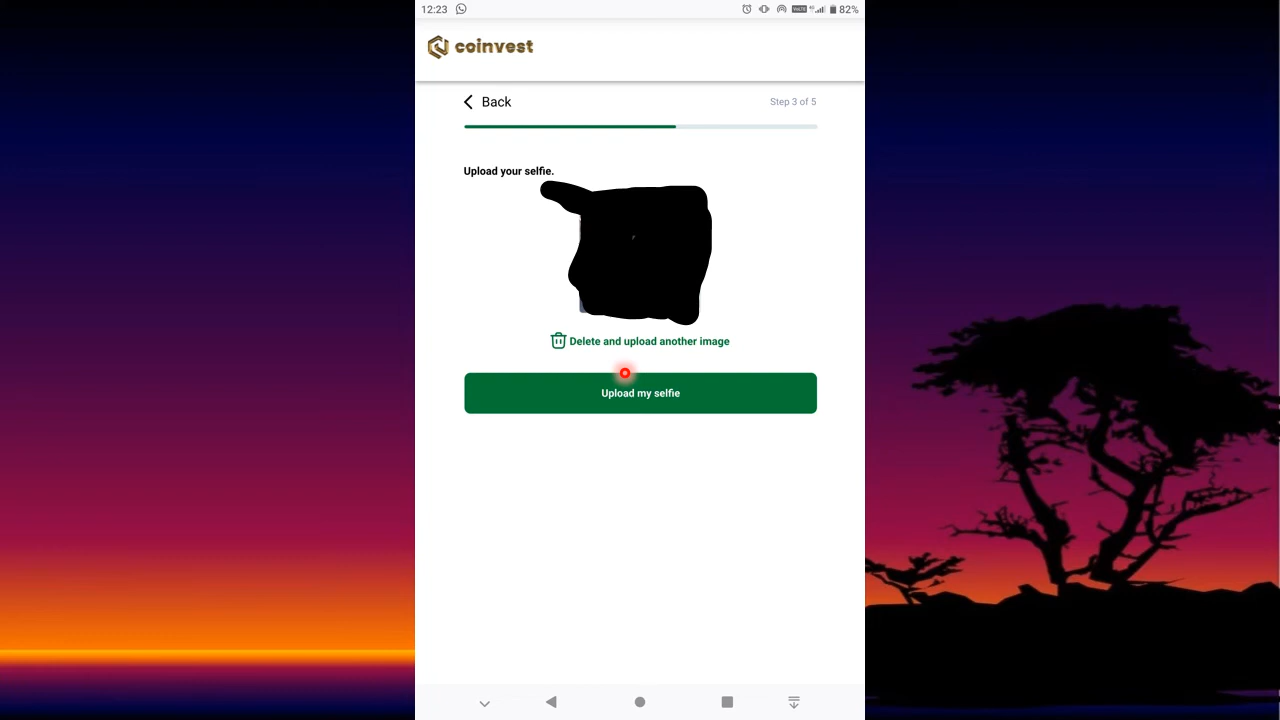 12:23 VoLTE 82%
coinvest
Back Step 3 of 5
Upload your selfie.
Delete and upload another image
Upload my selfie